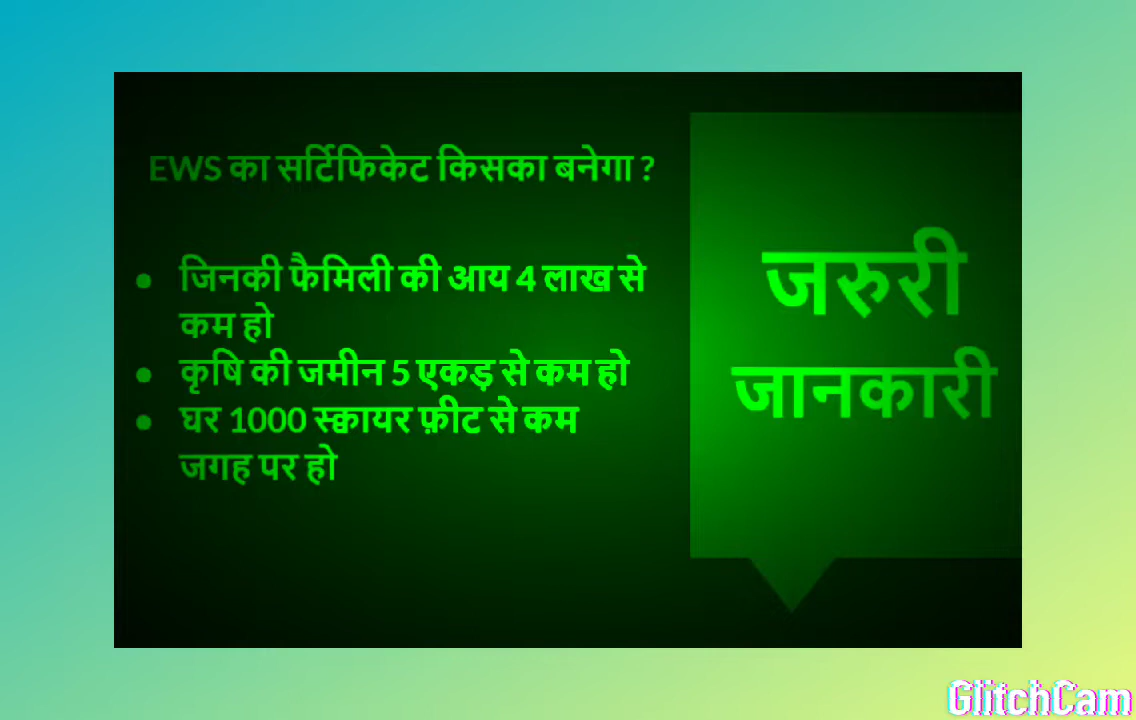 EWS का सर्टिफिकेट किसका बनेगा ?
• जिनकी फैमिली की आय 4 लाख से
कम हो
• कृषि की जमीन 5 एकड़ से कम हो
• घर 1000 स्क्वायर फ़ीट से कम
जगह पर हो
जरुरी
जानकारी
GlitchCam